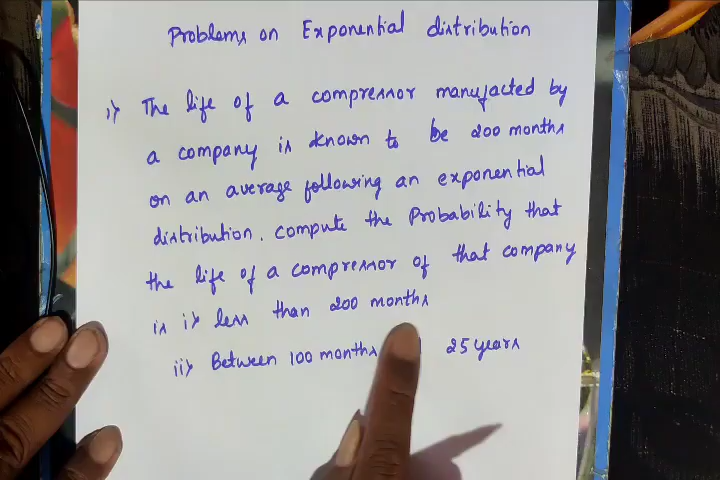 Problems on Exponential distribution
i) The life of a compressor manufacted by
a company is known to be 200 months
on an average following an exponential
distribution. compute the Probability that
the life of a compressor of that company
is i) less than 200 months
ii) Between 100 months 25 years